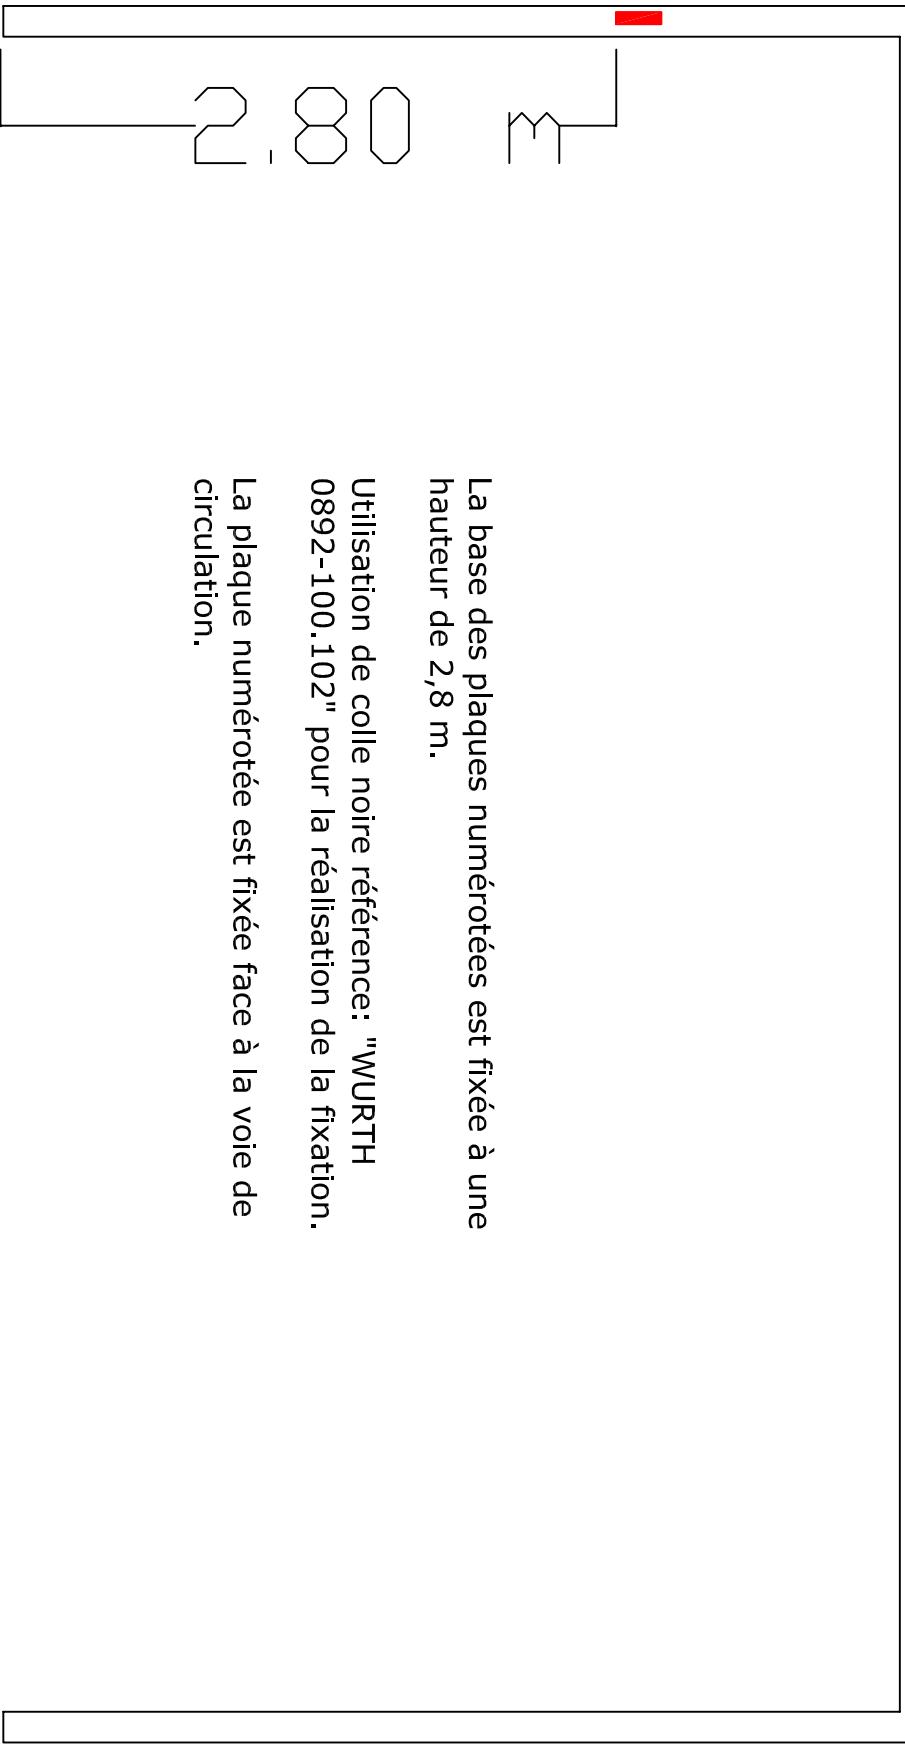 2.80 m
La base des plaques numérotées est fixée à une
hauteur de 2,8 m.
Utilisation de colle noire référence: "WURTH
0892-100.102" pour la réalisation de la fixation.
La plaque numérotée est fixée face à la voie de
circulation.